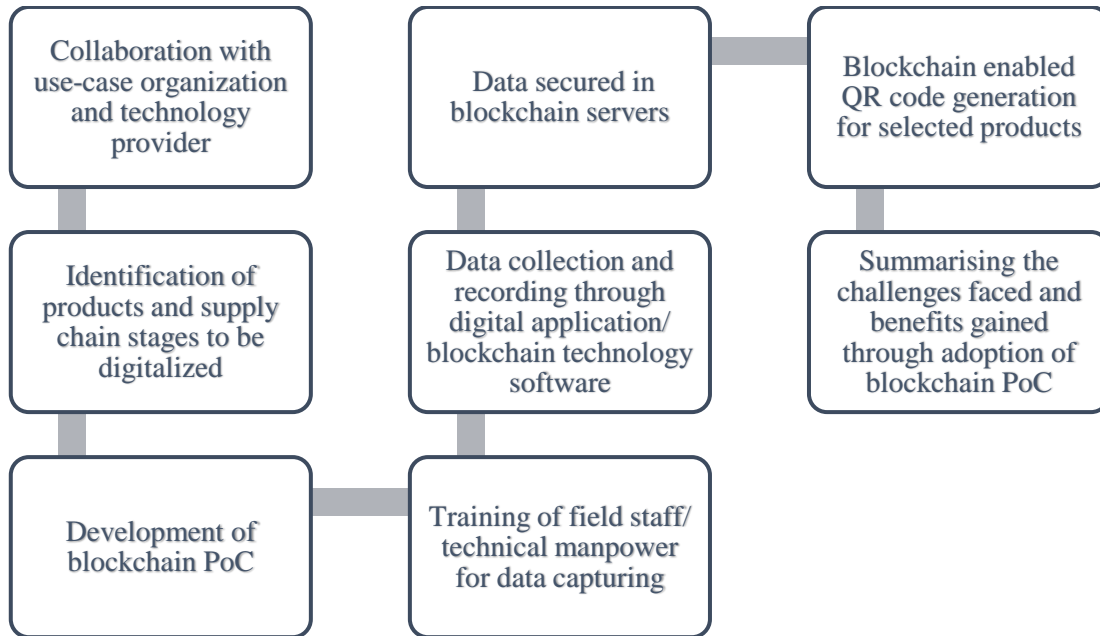 Collaboration with
use-case organization
and technology
provider
Identification of
products and supply
chain stages to be
digitalized
Development of
blockchain PoC
Training of field staff/
technical manpower
for data capturing
Data collection and
recording through
digital application/
blockchain technology
software
Data secured in
blockchain servers
Blockchain enabled
QR code generation
for selected products
Summarising the
challenges faced and
benefits gained
through adoption of
blockchain PoC